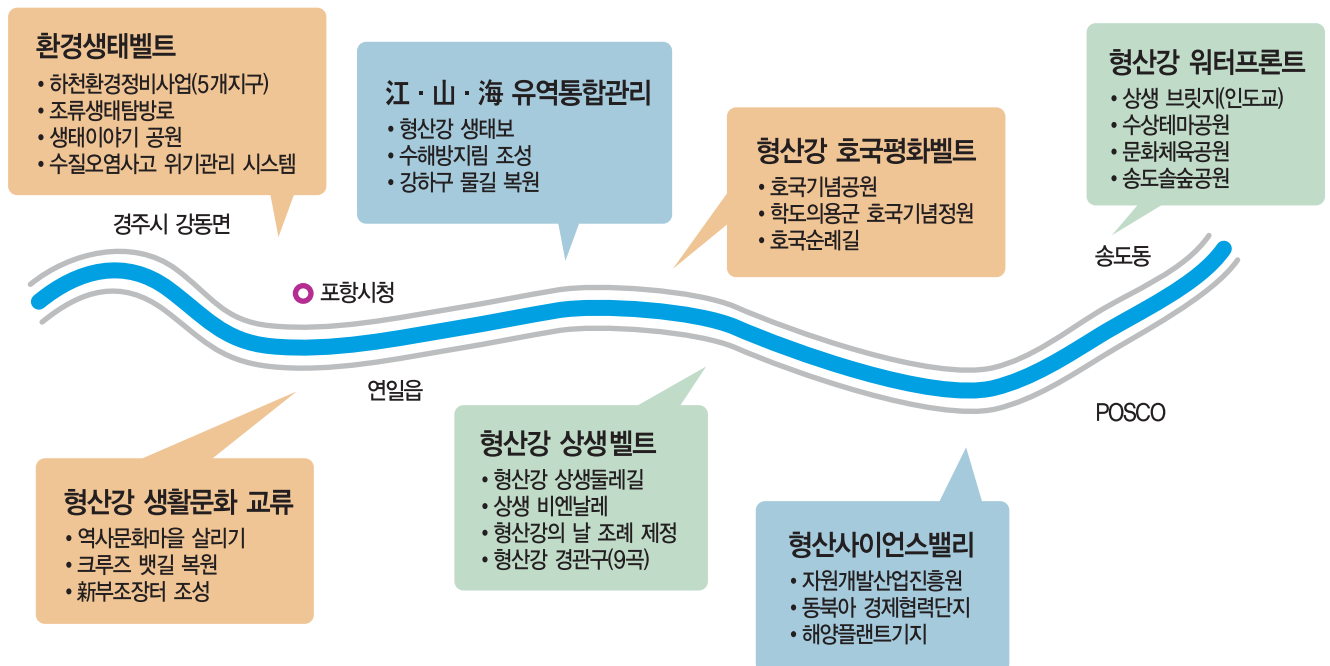 환경생태벨트
• 하천환경정비사업(5개지구)
• 조류생태탐방로
• 생태이야기 공원
• 수질오염사고 위기관리 시스템
江 · 山 · 海 유역통합관리
• 형산강 생태보
• 수해방지림 조성
• 강하구 물길 복원
형산강 호국평화벨트
• 호국기념공원
• 학도의용군 호국기념정원
• 호국순례길
형산강 워터프론트
• 상생 브릿지(인도교)
• 수상테마공원
• 문화체육공원
• 송도솔숲공원
경주시 강동면
포항시청
연일읍
송도동
POSCO
형산강 생활문화 교류
• 역사문화마을 살리기
• 크루즈 뱃길 복원
• 新부조장터 조성
형산강 상생벨트
• 형산강 상생둘레길
• 상생 비엔날레
• 형산강의 날 조례 제정
• 형산강 경관구(9곡)
형산사이언스밸리
• 자원개발산업진흥원
• 동북아 경제협력단지
• 해양플랜트기지